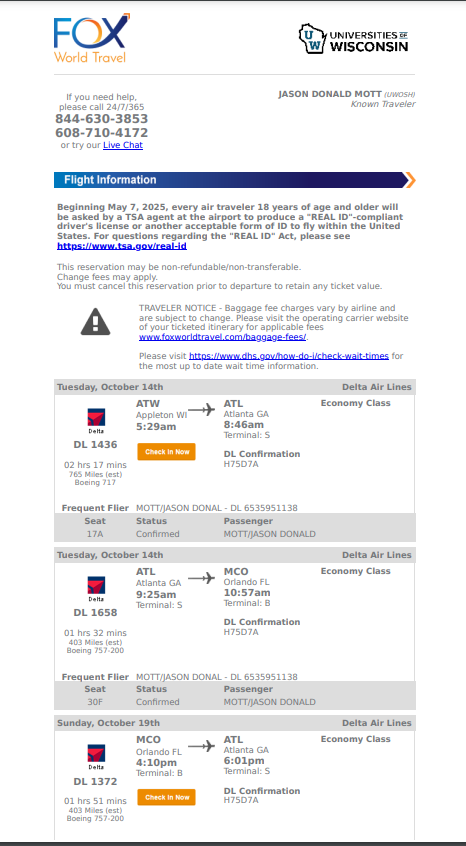 FOX
World Travel
UW
UNIVERSITIES OF
WISCONSIN
If you need help,
please call 24/7/365
844-630-3853
608-710-4172
or try our Live Chat
JASON DONALD MOTT (UWOSH)
Known Traveler
Flight Information
Beginning May 7, 2025, every air traveler 18 years of age and older will
be asked by a TSA agent at the airport to produce a "REAL ID"-compliant
driver's license or another acceptable form of ID to fly within the United
States. For questions regarding the "REAL ID" Act, please see
https://www.tsa.gov/real-id
This reservation may be non-refundable/non-transferable.
Change fees may apply.
You must cancel this reservation prior to departure to retain any ticket value.
TRAVELER NOTICE - Baggage fee charges vary by airline and
are subject to change. Please visit the operating carrier website
of your ticketed itinerary for applicable fees
www.foxworldtravel.com/baggage-fees/.
Please visit https://www.dhs.gov/how-do-i/check-wait-times for
the most up to date wait time information.
Tuesday, October 14th Delta Air Lines
Delta
DL 1436
02 hrs 17 mins
765 Miles (est)
Boeing 717
ATW
Appleton WI
5:29am
Check In Now
ATL
Atlanta GA
8:46am
Terminal: S
DL Confirmation
H75D7A
Economy Class
Frequent Flier MOTT/JASON DONAL - DL 6535951138
Seat Status Passenger
17A Confirmed MOTT/JASON DONALD
Tuesday, October 14th Delta Air Lines
Delta
DL 1658
01 hrs 32 mins
403 Miles (est)
Boeing 757-200
ATL
Atlanta GA
9:25am
Terminal: S
MCO
Orlando FL
10:57am
Terminal: B
DL Confirmation
H75D7A
Economy Class
Frequent Flier MOTT/JASON DONAL - DL 6535951138
Seat Status Passenger
30F Confirmed MOTT/JASON DONALD
Sunday, October 19th Delta Air Lines
Delta
DL 1372
01 hrs 51 mins
403 Miles (est)
Boeing 757-200
MCO
Orlando FL
4:10pm
Terminal: B
Check In Now
ATL
Atlanta GA
6:01pm
Terminal: S
DL Confirmation
H75D7A
Economy Class